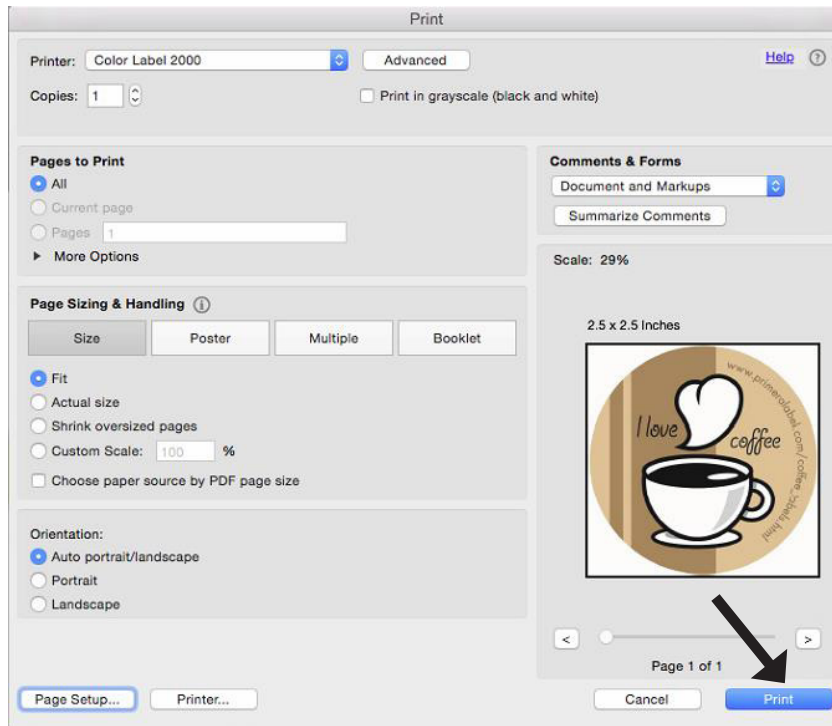 Print
Printer: Color Label 2000 Advanced Help ?
Copies: 1 Print in grayscale (black and white)
Pages to Print
All
Current page
Pages 1
More Options
Comments & Forms
Document and Markups
Summarize Comments
Scale: 29%
Page Sizing & Handling i
Size Poster Multiple Booklet
Fit
Actual size
Shrink oversized pages
Custom Scale: 100 %
Choose paper source by PDF page size
Orientation:
Auto portrait/landscape
Portrait
Landscape
2.5 x 2.5 Inches
I love coffee
www.primeralabel.com/coffee_labels.html
< >
Page 1 of 1
Page Setup... Printer... Cancel Print